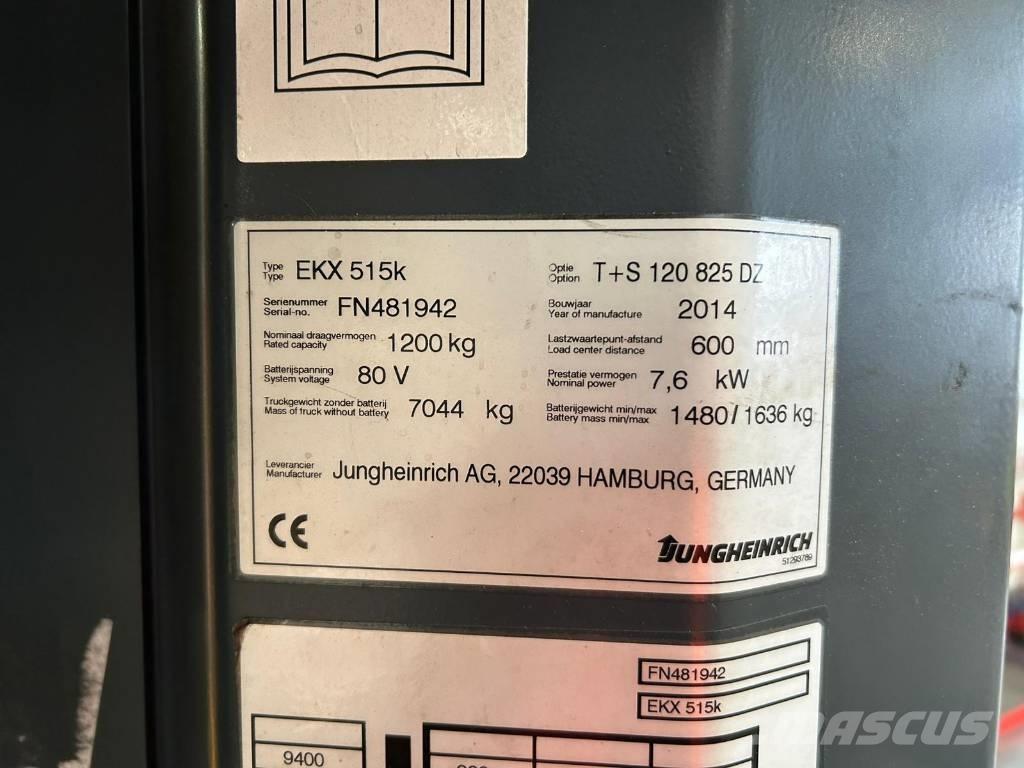 Type EKX 515k Optie T+S 120 825 DZ
Type Option
Serienummer FN481942 Bouwjaar 2014
Serial-no. Year of manufacture
Nominaal draagvermogen 1200 kg Lastzwaartepunt-afstand 600 mm
Rated capacity Load center distance
Batterijspanning 80 V Prestatie vermogen 7,6 kW
System voltage Nominal power
Truckgewicht zonder batterij 7044 kg Batterijgewicht min/max 1480/1636 kg
Mass of truck without battery Battery mass min/max
Leverancier Jungheinrich AG, 22039 HAMBURG, GERMANY
Manufacturer
CE JUNGHEINRICH
51293789
FN481942
EKX 515k
9400
MASCUS